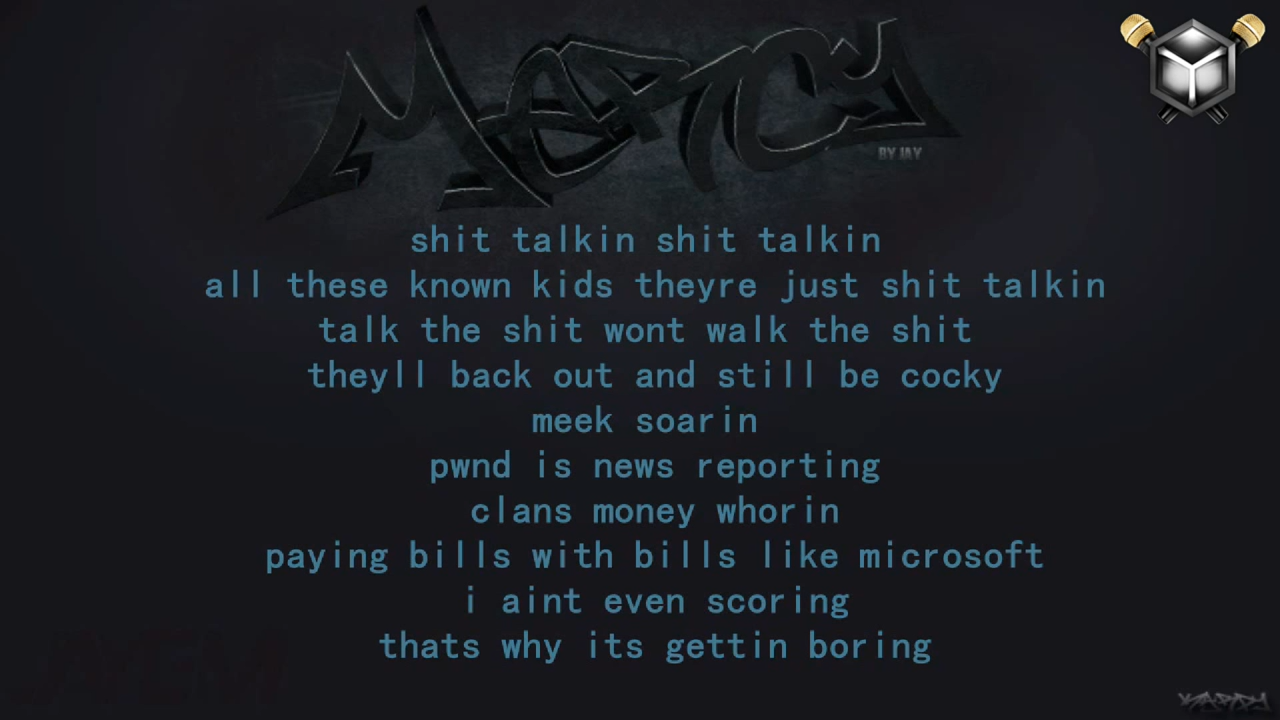 MERCY
BY JAY
shit talkin shit talkin
all these known kids theyre just shit talkin
talk the shit wont walk the shit
theyll back out and still be cocky
meek soarin
pwnd is news reporting
clans money whorin
paying bills with bills like microsoft
i aint even scoring
thats why its gettin boring